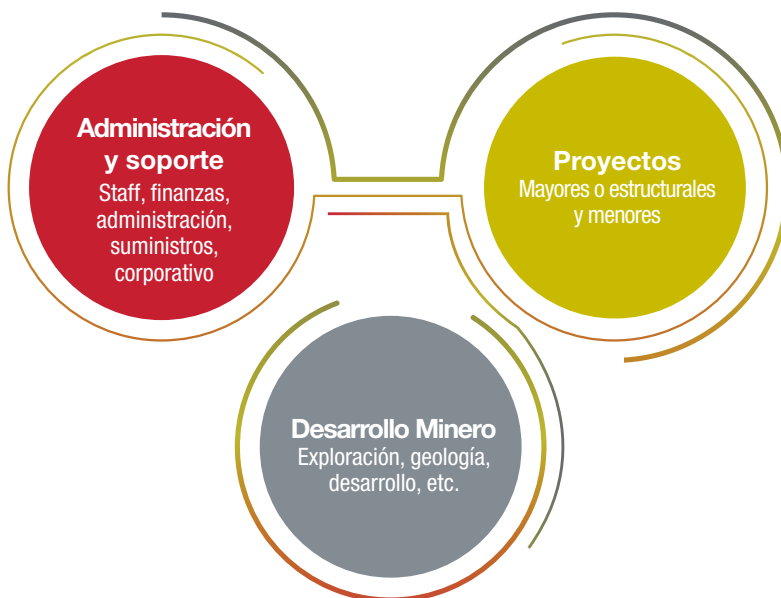 Administración
y soporte
Staff, finanzas,
administración,
suministros,
corporativo
Proyectos
Mayores o estructurales
y menores
Desarrollo Minero
Exploración, geología,
desarrollo, etc.